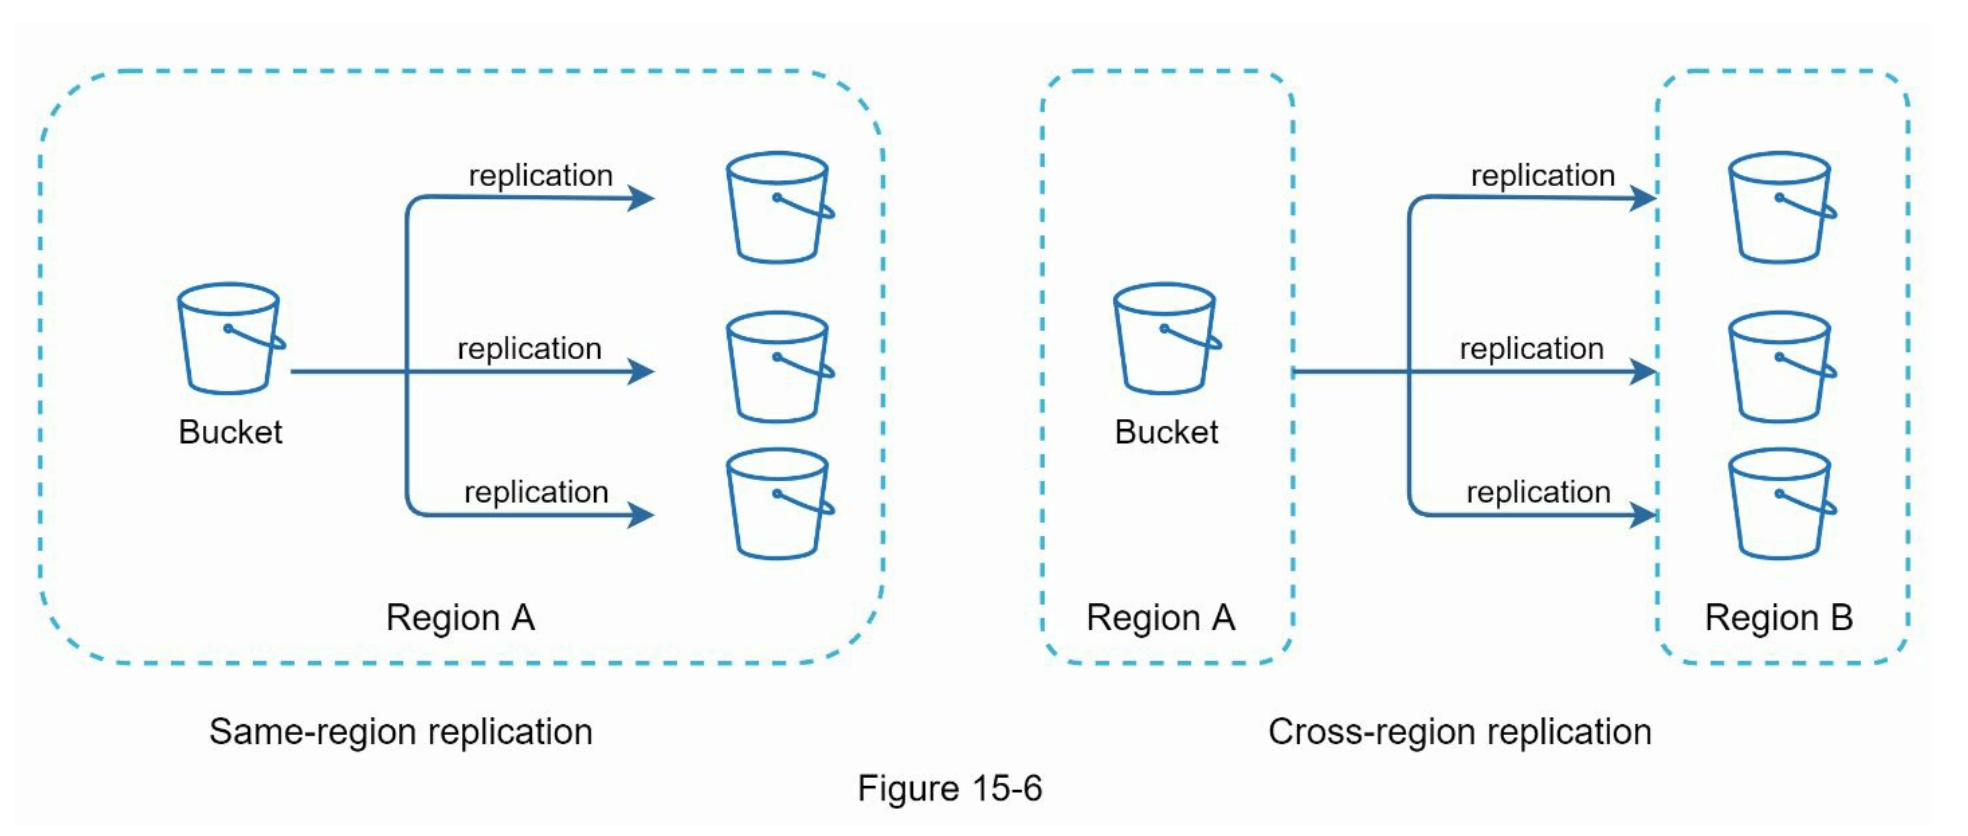 replication
replication
Bucket
replication
Region A
Same-region replication
replication
replication
Bucket
replication
Region A
Region B
Cross-region replication
Figure 15-6